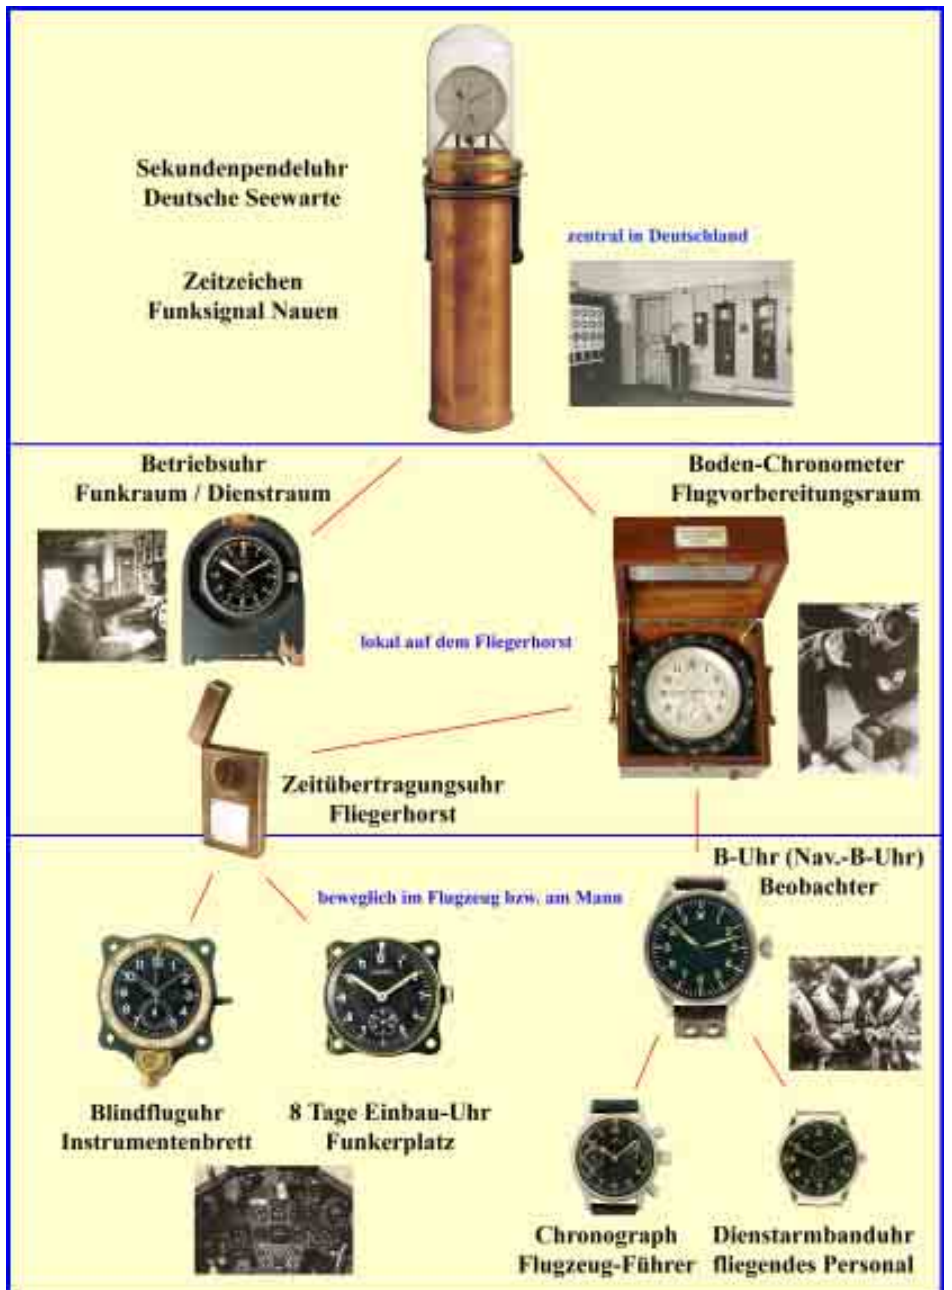 Sekundenpendeluhr
Deutsche Seewarte
zentral in Deutschland
Zeitzeichen
Funksignal Nauen
Betriebsuhr
Funkraum / Dienstraum
Boden-Chronometer
Flugvorbereitungsraum
lokal auf dem Fliegerhorst
Zeitübertragungsuhr
Fliegerhorst
B-Uhr (Nav.-B-Uhr)
Beobachter
beweglich im Flugzeug bzw. am Mann
Blindfluguhr
Instrumentenbrett
8 Tage Einbau-Uhr
Funkerplatz
Chronograph
Flugzeug-Führer
Dienstarmbanduhr
fliegendes Personal